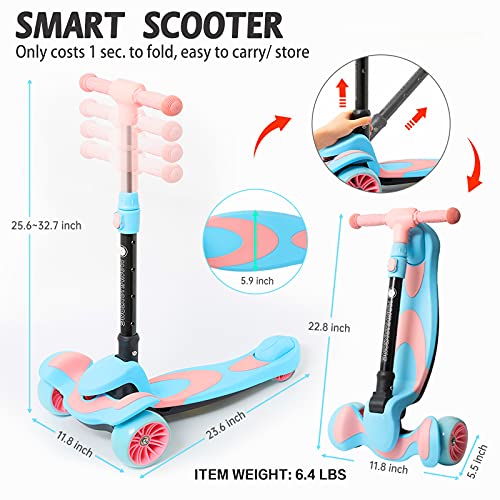 SMART SCOOTER
Only costs 1 sec. to fold, easy to carry/ store
25.6~32.7 inch
5.9 inch
22.8 inch
11.8 inch
23.6 inch
11.8 inch
5.5 inch
ITEM WEIGHT: 6.4 LBS